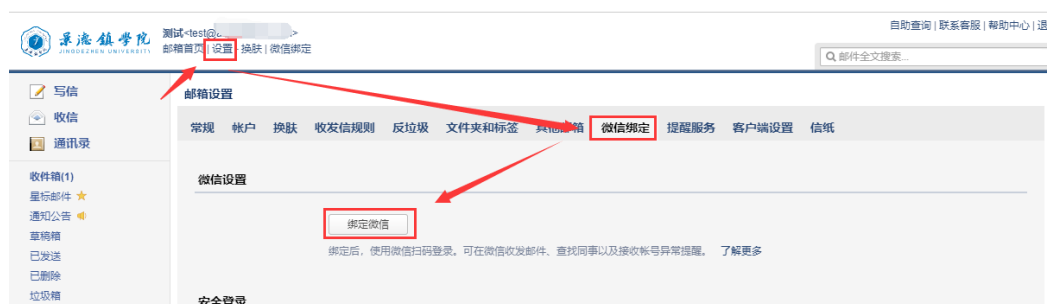 景德镇学院
JINGDEZHEN UNIVERSITY
测试<test@
邮箱首页 | 设置 - 换肤 | 微信绑定
自助查询 | 联系客服 | 帮助中心 | 退
邮件全文搜索...
写信
收信
通讯录
收件箱(1)
星标邮件
通知公告
草稿箱
已发送
已删除
垃圾箱
邮箱设置
常规 帐户 换肤 收发信规则 反垃圾 文件夹和标签 其他邮箱 微信绑定 提醒服务 客户端设置 信纸
微信设置
绑定微信
绑定后，使用微信扫码登录。可在微信收发邮件、查找同事以及接收帐号异常提醒。 了解更多
安全登录